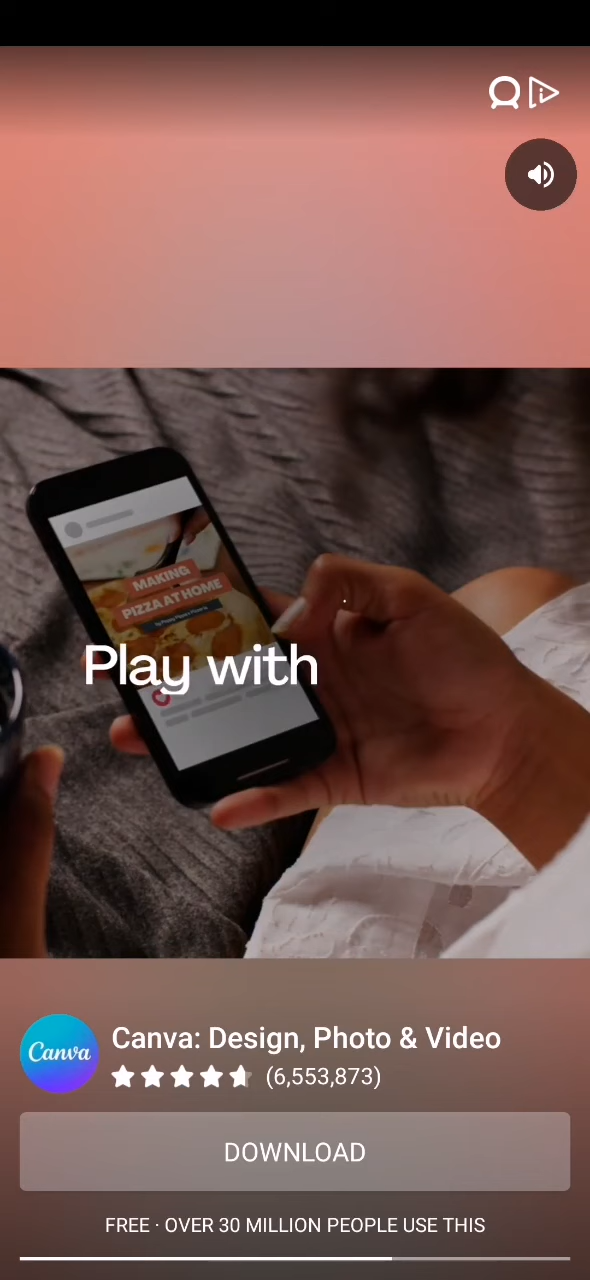 MAKING
PIZZA AT HOME
Play with
Canva
Canva: Design, Photo & Video
(6,553,873)
DOWNLOAD
FREE · OVER 30 MILLION PEOPLE USE THIS